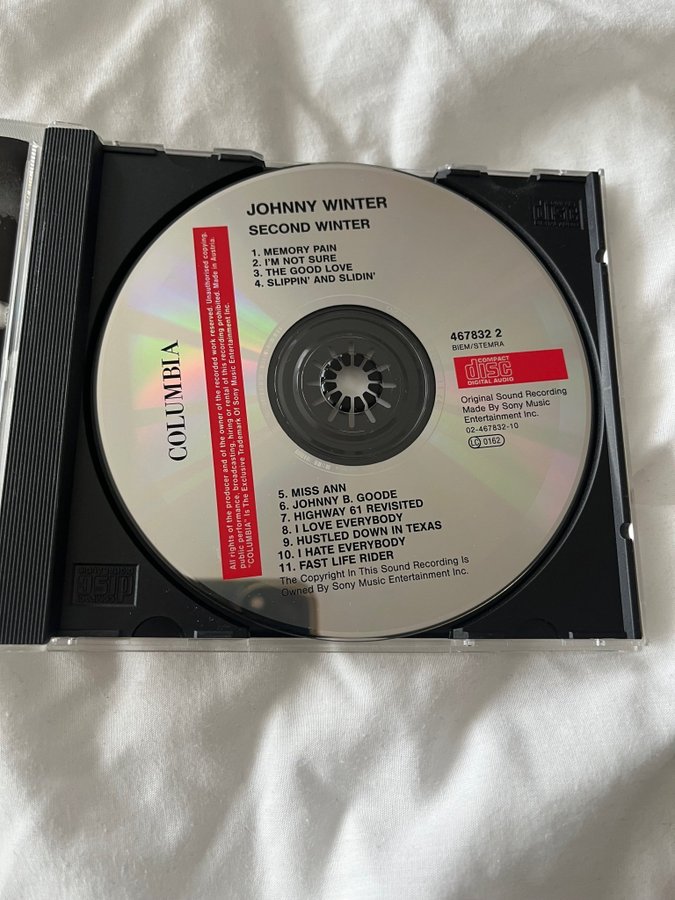 JOHNNY WINTER
SECOND WINTER
1. MEMORY PAIN
2. I'M NOT SURE
3. THE GOOD LOVE
4. SLIPPIN' AND SLIDIN'
COLUMBIA
All rights of the producer and of the owner of the recorded work reserved. Unauthorised copying,
public performance, broadcasting, hiring or rental of this recording prohibited. Made in Austria.
"COLUMBIA" Is The Exclusive Trademark Of Sony Music Entertainment Inc.
467832 2
BIEM/STEMRA
COMPACT
disc
DIGITAL AUDIO
Original Sound Recording
Made By Sony Music
Entertainment Inc.
02-467832-10
LC 0162
5. MISS ANN
6. JOHNNY B. GOODE
7. HIGHWAY 61 REVISITED
8. I LOVE EVERYBODY
9. HUSTLED DOWN IN TEXAS
10. I HATE EVERYBODY
11. FAST LIFE RIDER
The Copyright In This Sound Recording Is
Owned By Sony Music Entertainment Inc.
disc
disc